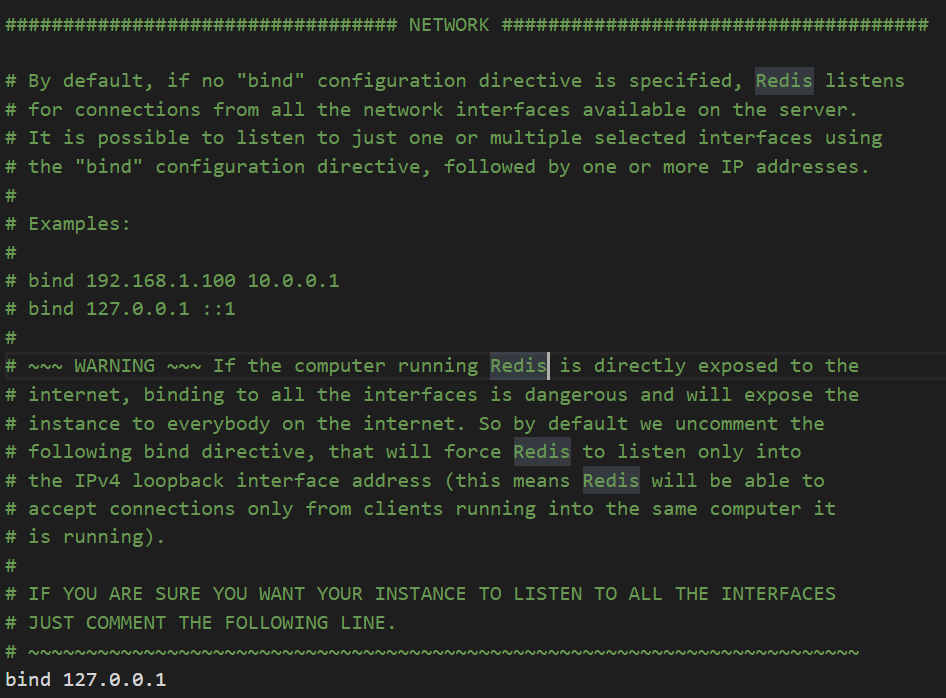 ################################## NETWORK #####################################
# By default, if no "bind" configuration directive is specified, Redis listens
# for connections from all the network interfaces available on the server.
# It is possible to listen to just one or multiple selected interfaces using
# the "bind" configuration directive, followed by one or more IP addresses.
#
# Examples:
#
# bind 192.168.1.100 10.0.0.1
# bind 127.0.0.1 ::1
#
# ~~~ WARNING ~~~ If the computer running Redis is directly exposed to the
# internet, binding to all the interfaces is dangerous and will expose the
# instance to everybody on the internet. So by default we uncomment the
# following bind directive, that will force Redis to listen only into
# the IPv4 loopback interface address (this means Redis will be able to
# accept connections only from clients running into the same computer it
# is running).
#
# IF YOU ARE SURE YOU WANT YOUR INSTANCE TO LISTEN TO ALL THE INTERFACES
# JUST COMMENT THE FOLLOWING LINE.
# ~~~~~~~~~~~~~~~~~~~~~~~~~~~~~~~~~~~~~~~~~~~~~~~~~~~~~~~~~~~~~~~~~~~~~~~~
bind 127.0.0.1